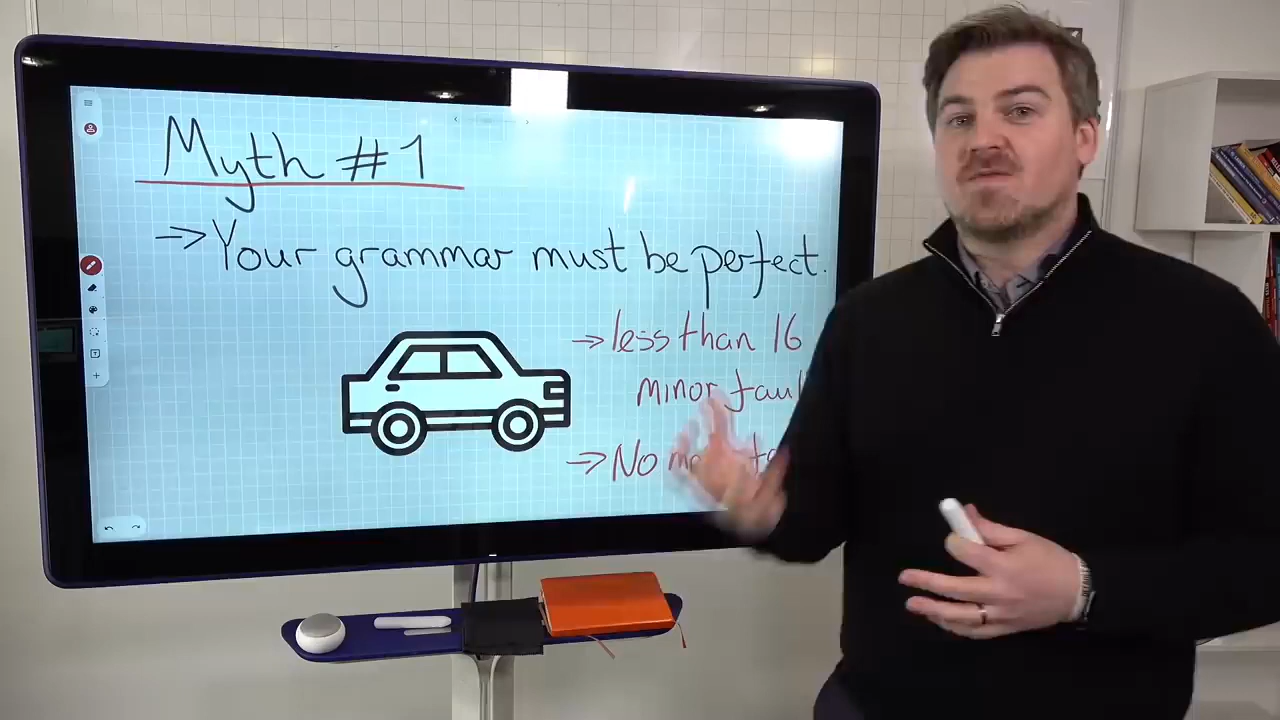 Myth #1
→ Your grammar must be perfect.
→ less than 16
minor
→ No